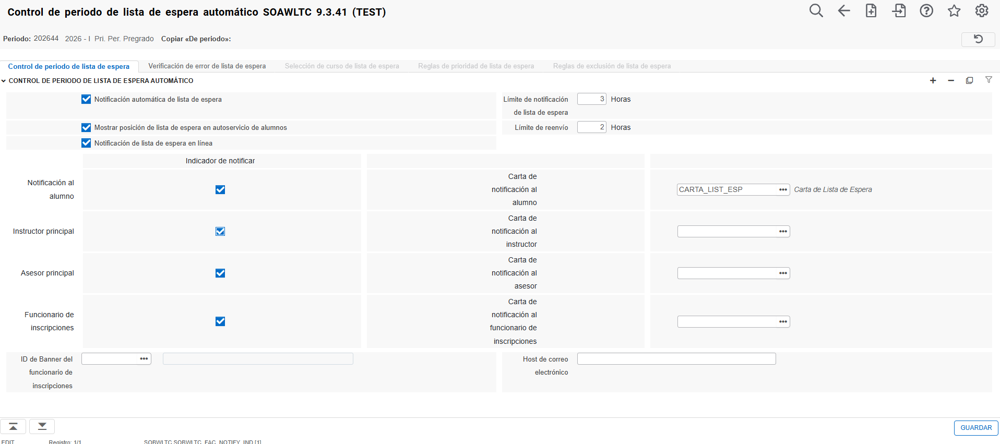 Control de periodo de lista de espera automático SOAWLTC 9.3.41 (TEST)
Periodo: 202644 2026 - I Pri. Per. Pregrado Copiar «De periodo»:
Control de periodo de lista de espera Verificación de error de lista de espera Selección de curso de lista de espera Reglas de prioridad de lista de espera Reglas de exclusión de lista de espera
CONTROL DE PERIODO DE LISTA DE ESPERA AUTOMÁTICO
Notificación automática de lista de espera
Límite de notificación 3 Horas
de lista de espera
Mostrar posición de lista de espera en autoservicio de alumnos
Límite de reenvío 2 Horas
Notificación de lista de espera en línea
Indicador de notificar
Notificación al
alumno
Carta de
notificación al
alumno
CARTA_LIST_ESP Carta de Lista de Espera
Instructor principal
Carta de
notificación al
instructor
Asesor principal
Carta de
notificación al
asesor
Funcionario de
inscripciones
Carta de
notificación al
funcionario de
inscripciones
ID de Banner del
funcionario de
inscripciones
Host de correo
electrónico
GUARDAR
EDIT Registro: 1/1 SOBWLTC.SOBWLTC_FAC_NOTIFY_IND [1]